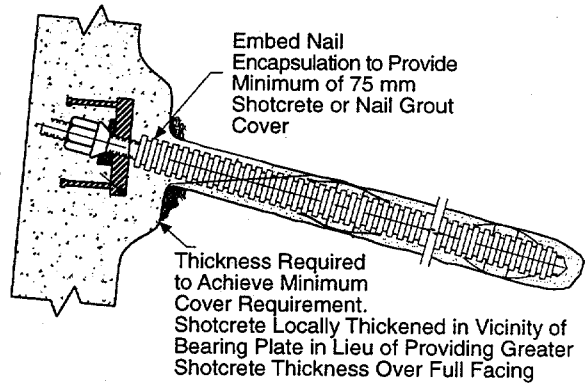 Embed Nail
Encapsulation to Provide
Minimum of 75 mm
Shotcrete or Nail Grout
Cover
Thickness Required
to Achieve Minimum
Cover Requirement.
Shotcrete Locally Thickened in Vicinity of
Bearing Plate in Lieu of Providing Greater
Shotcrete Thickness Over Full Facing